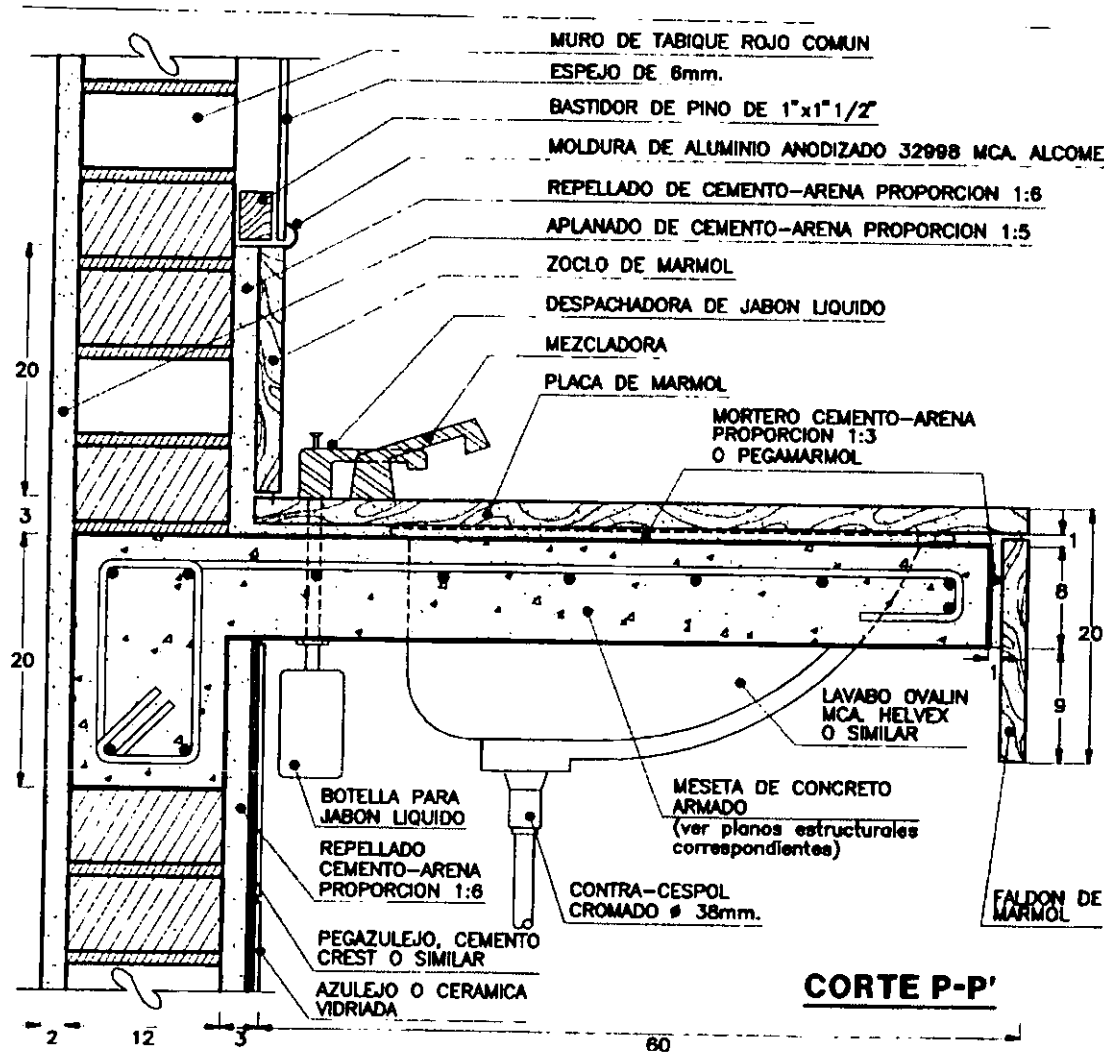 MURO DE TABIQUE ROJO COMUN
ESPEJO DE 6mm.
BASTIDOR DE PINO DE 1"x1" 1/2"
MOLDURA DE ALUMINIO ANODIZADO 32998 MCA. ALCOME
REPELLADO DE CEMENTO-ARENA PROPORCION 1:6
APLANADO DE CEMENTO-ARENA PROPORCION 1:5
ZOCLO DE MARMOL
DESPACHADORA DE JABON LIQUIDO
MEZCLADORA
PLACA DE MARMOL
MORTERO CEMENTO-ARENA
PROPORCION 1:3
O PEGAMARMOL
20
3
20
1
8
20
1
9
LAVABO OVALIN
MCA. HELVEX
O SIMILAR
MESETA DE CONCRETO
ARMADO
(ver planos estructurales
correspondientes)
BOTELLA PARA
JABON LIQUIDO
REPELLADO
CEMENTO-ARENA
PROPORCION 1:6
CONTRA-CESPOL
CROMADO ø 38mm.
FALDON DE
MARMOL
PEGAZULEJO, CEMENTO
CREST O SIMILAR
AZULEJO O CERAMICA
VIDRIADA
CORTE P-P'
2
12
3
60